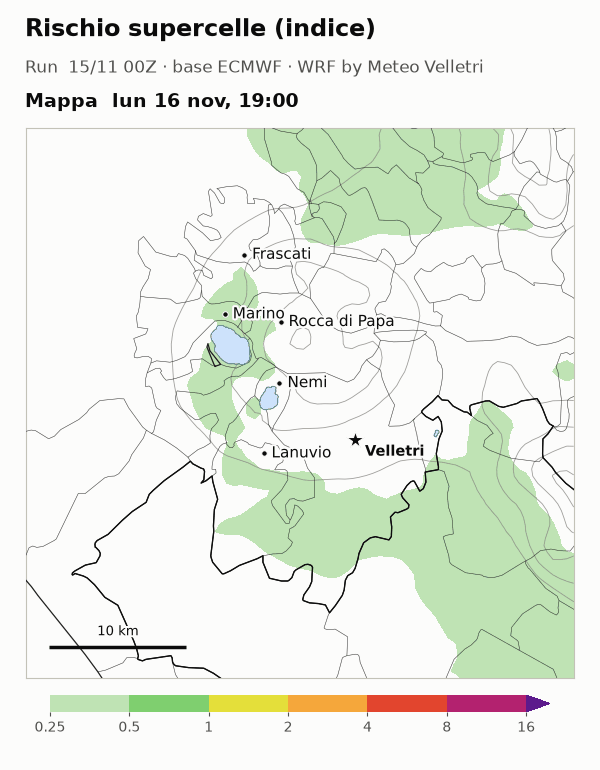 Rischio supercelle (indice)
Run  15/11 00Z · base ECMWF · WRF by Meteo Velletri
Mappa  lun 16 nov, 19:00
Frascati
Marino
Rocca di Papa
Nemi
Velletri
Lanuvio
10 km
0.25 0.5 1 2 4 8 16